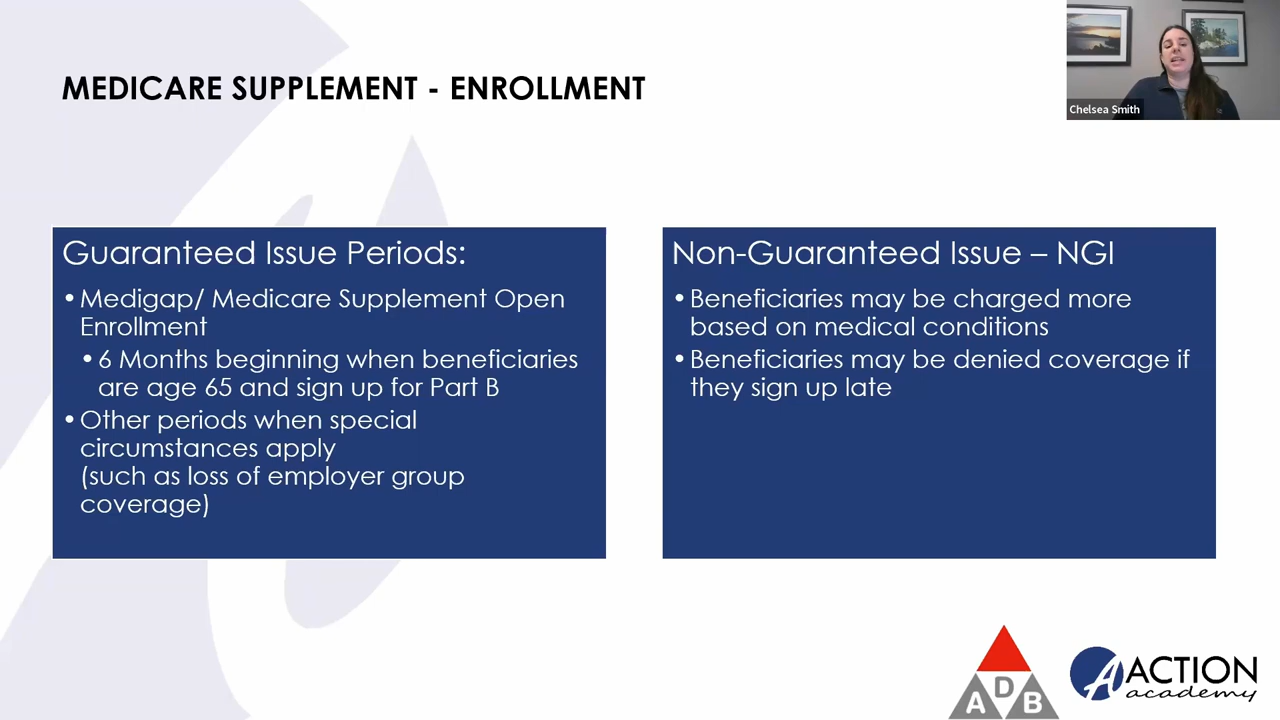 MEDICARE SUPPLEMENT - ENROLLMENT
Chelsea Smith
Guaranteed Issue Periods:
•Medigap/ Medicare Supplement Open
Enrollment
•6 Months beginning when beneficiaries
are age 65 and sign up for Part B
•Other periods when special
circumstances apply
(such as loss of employer group
coverage)
Non-Guaranteed Issue – NGI
•Beneficiaries may be charged more
based on medical conditions
•Beneficiaries may be denied coverage if
they sign up late
ADB
A ACTION
academy